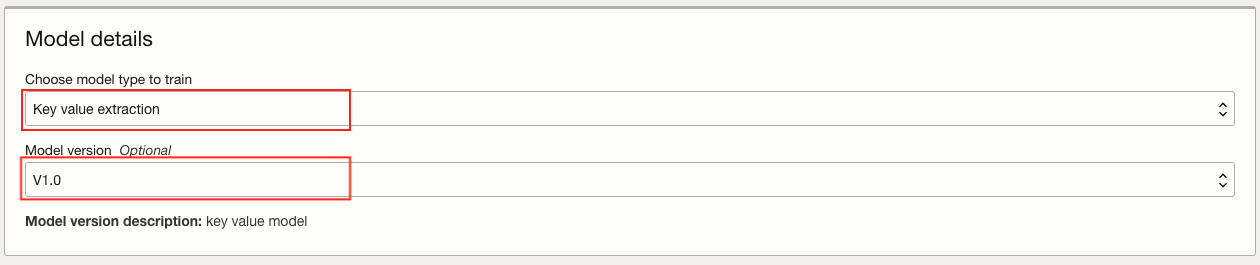 Model details
Choose model type to train
Key value extraction
Model version Optional
V1.0
Model version description: key value model